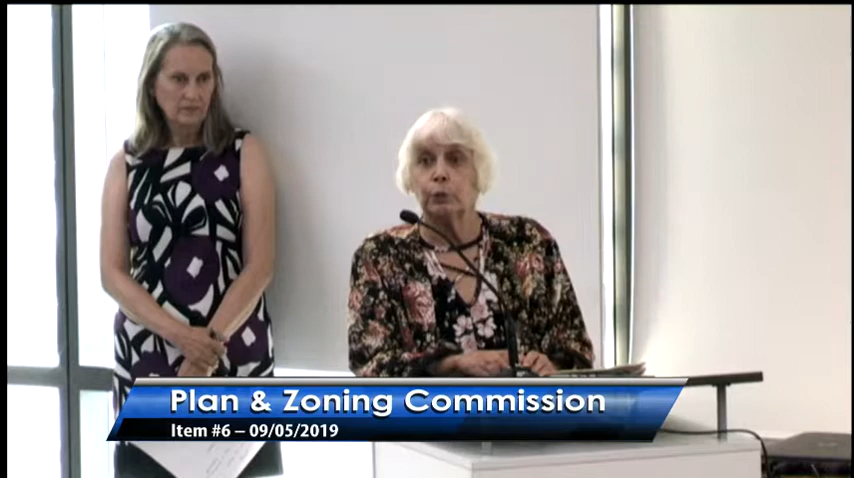 Plan & Zoning Commission
Item #6 – 09/05/2019